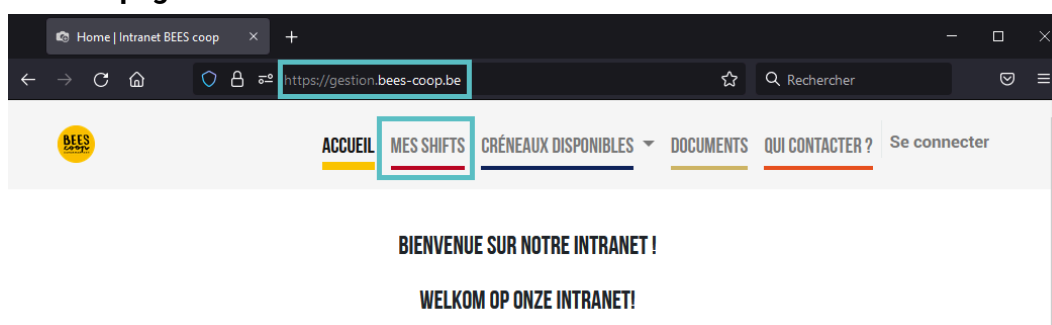 Home | Intranet BEES coop
https://gestion.bees-coop.be
Rechercher
BEES coop
ACCUEIL MES SHIFTS CRÉNEAUX DISPONIBLES DOCUMENTS QUI CONTACTER ? Se connecter
BIENVENUE SUR NOTRE INTRANET !
WELKOM OP ONZE INTRANET!